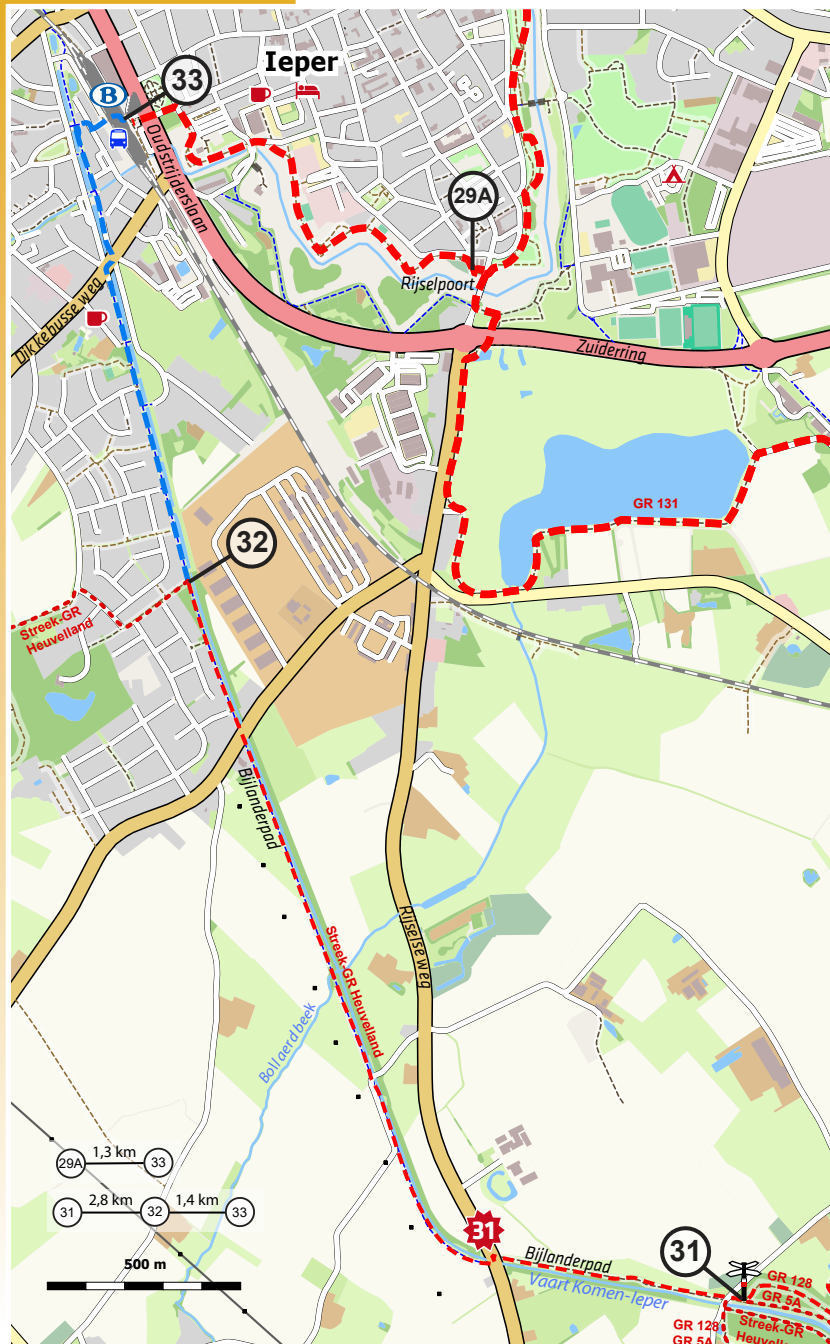 Ieper
B
33
Oudstrijderslaan
29A
Rijselpoort
Dikkebusseweg
Zuiderring
GR 131
32
Streek-GR
Heuvelland
Bijlanderpad
Streek-GR Heuvelland
Rijselseweg
Bollaerdbeek
29A 1,3 km 33
31 2,8 km 32 1,4 km 33
500 m
31
Bijlanderpad
31
Vaart Komen-Ieper
GR 128
GR 5A
GR 128
GR 5A
Streek-GR
Heuvelland